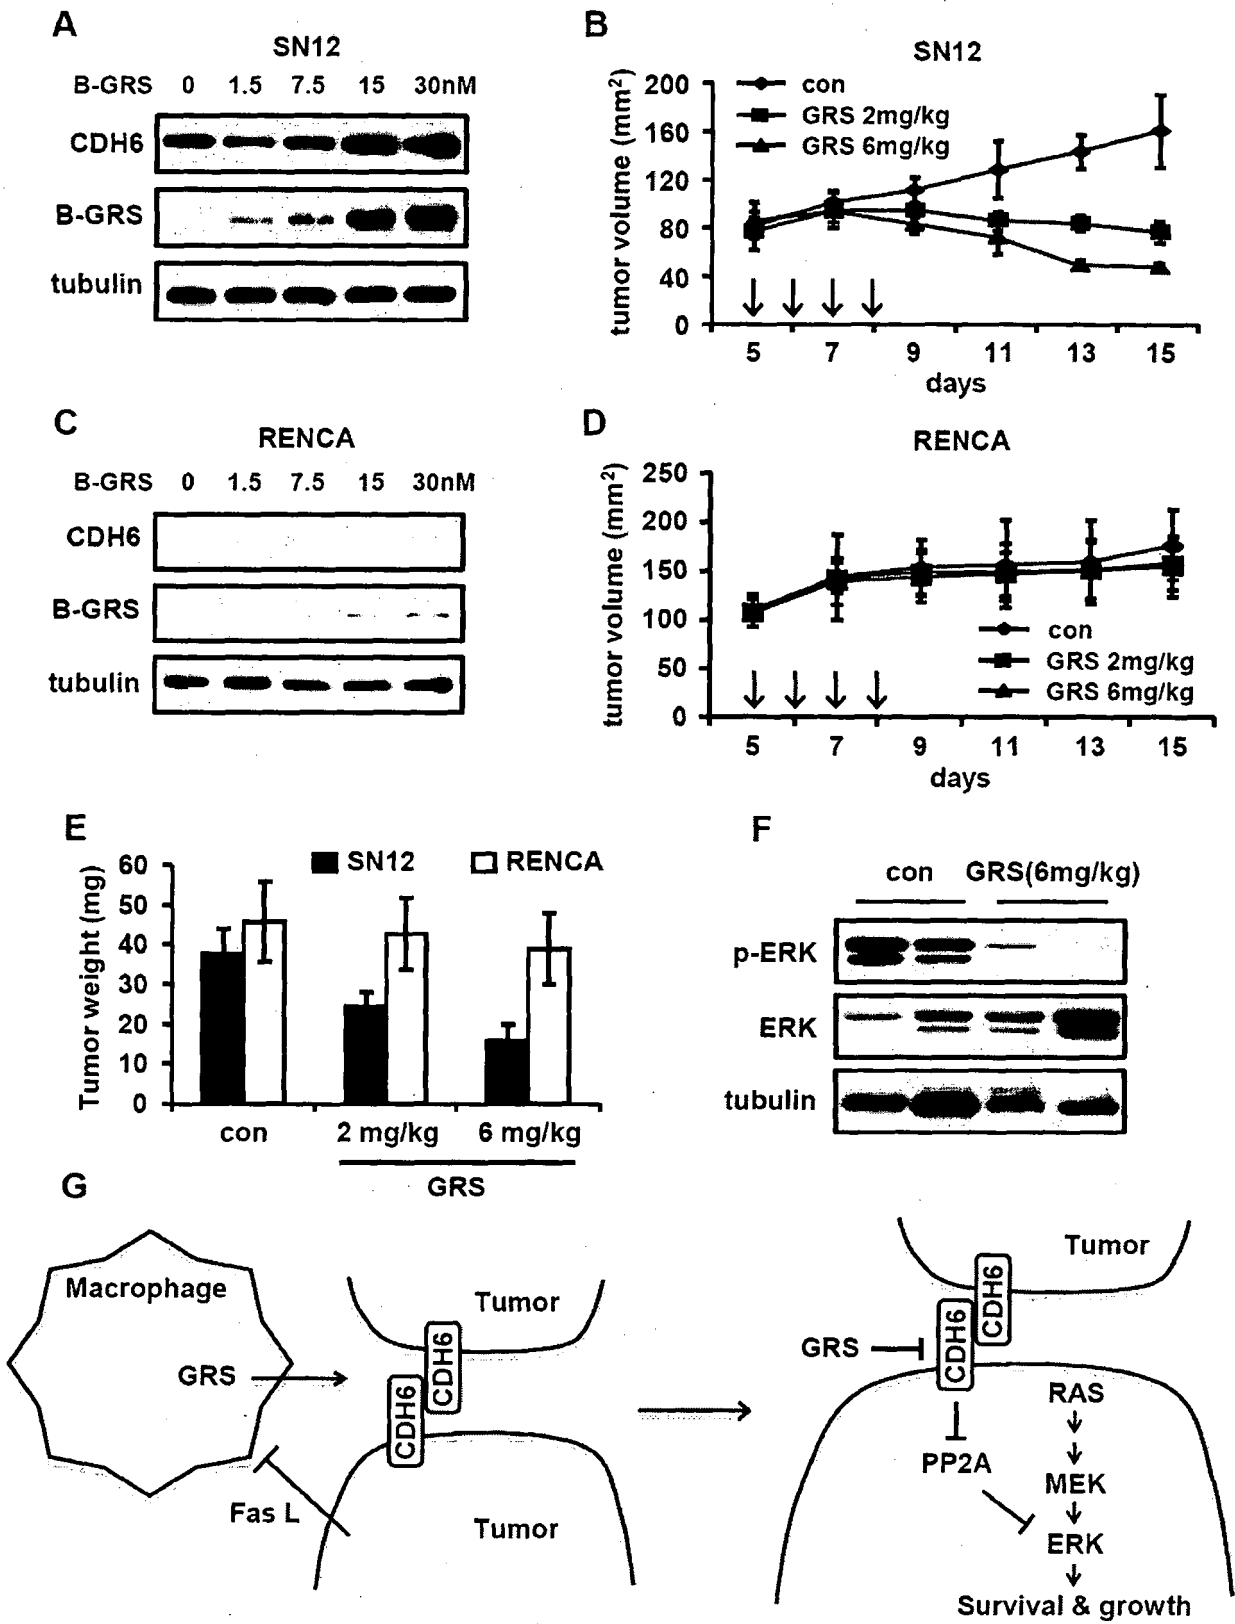 A
SN12
B-GRS 0 1.5 7.5 15 30nM
CDH6
B-GRS
tubulin
B
SN12
con
GRS 2mg/kg
GRS 6mg/kg
tumor volume (mm²)
200
160
120
80
40
0
5 7 9 11 13 15
days
C
RENCA
B-GRS 0 1.5 7.5 15 30nM
CDH6
B-GRS
tubulin
D
RENCA
tumor volume (mm²)
250
200
150
100
50
0
con
GRS 2mg/kg
GRS 6mg/kg
5 7 9 11 13 15
days
E
SN12 RENCA
Tumor weight (mg)
60
50
40
30
20
10
0
con 2 mg/kg 6 mg/kg
GRS
F
con GRS(6mg/kg)
p-ERK
ERK
tubulin
G
Macrophage
GRS
Fas L
Tumor
CDH6
CDH6
Tumor
Tumor
CDH6
CDH6
GRS
PP2A
RAS
MEK
ERK
Survival & growth